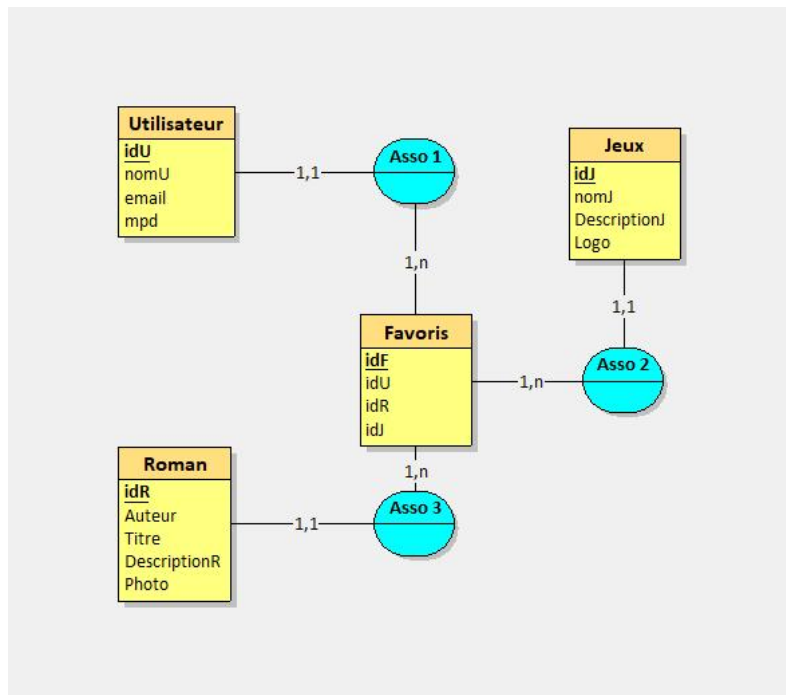 Utilisateur
idU
nomU
email
mpd
1,1
Asso 1
1,n
Jeux
idJ
nomJ
DescriptionJ
Logo
1,1
Asso 2
1,n
Favoris
idF
idU
idR
idJ
1,n
Asso 3
1,1
Roman
idR
Auteur
Titre
DescriptionR
Photo